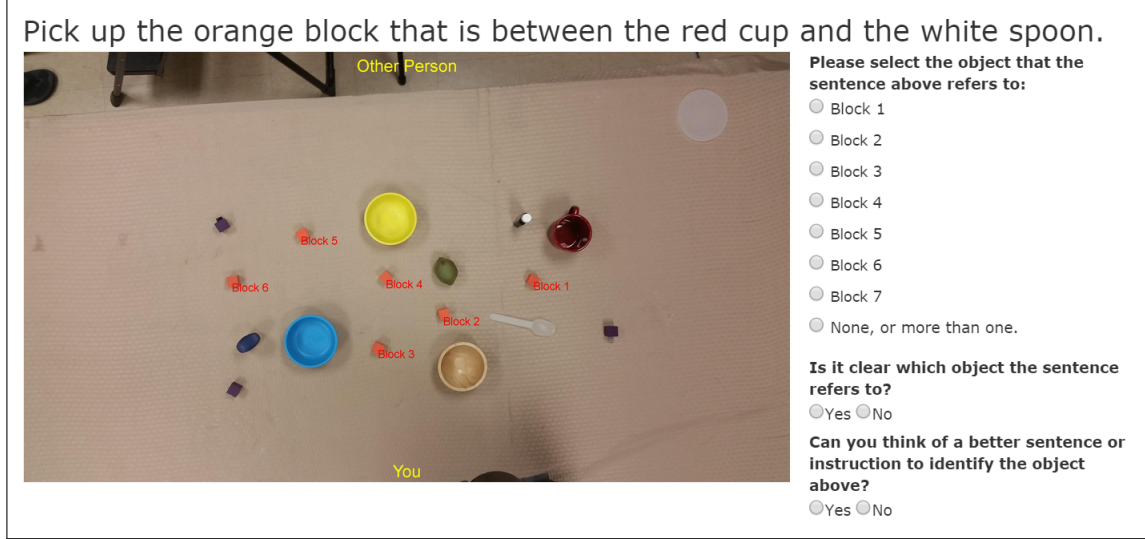 Pick up the orange block that is between the red cup and the white spoon.
Other Person
Block 5
Block 6
Block 4
Block 1
Block 2
Block 3
You
Please select the object that the
sentence above refers to:
Block 1
Block 2
Block 3
Block 4
Block 5
Block 6
Block 7
None, or more than one.
Is it clear which object the sentence
refers to?
Yes No
Can you think of a better sentence or
instruction to identify the object
above?
Yes No